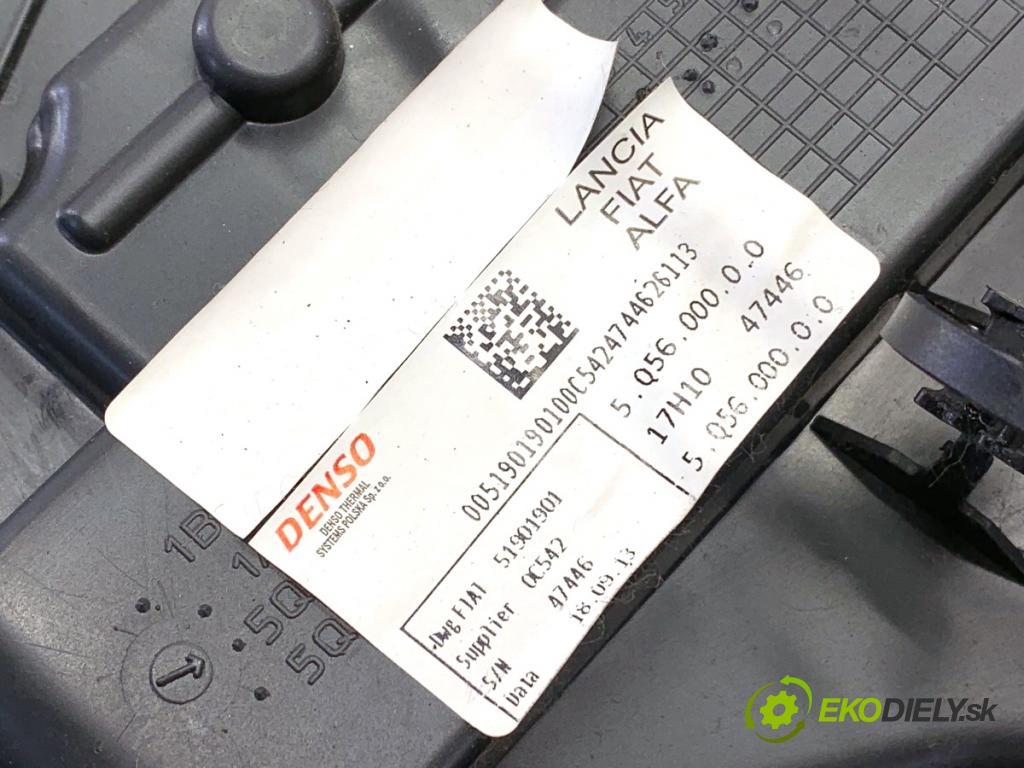 LANCIA
FIAT
ALFA
DENSO
DENSO THERMAL
SYSTEMS POLSKA Sp. z o.o.
005190190100C5424744626113
5.Q56.000.0.0
17H10 47446
5.Q56.000.0.0
Dwg FIAT 51901901
Supplier 0C542
S/N 47446
Data 18.09.13
1B
5Q
5Q
EKODIELY.sk